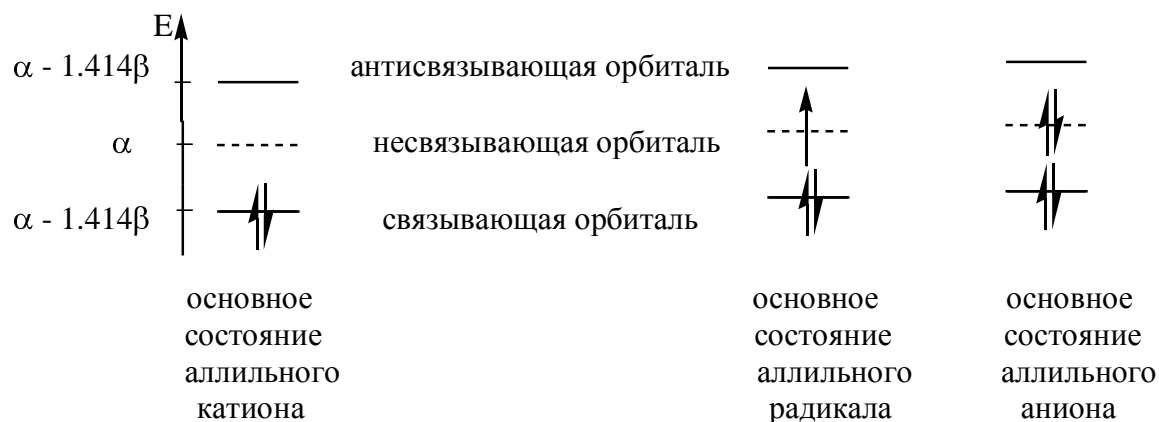 E
α - 1.414β антисвязывающая орбиталь
α несвязывающая орбиталь
α - 1.414β связывающая орбиталь
основное основное основное
состояние состояние состояние
аллильного аллильного аллильного
катиона радикала аниона